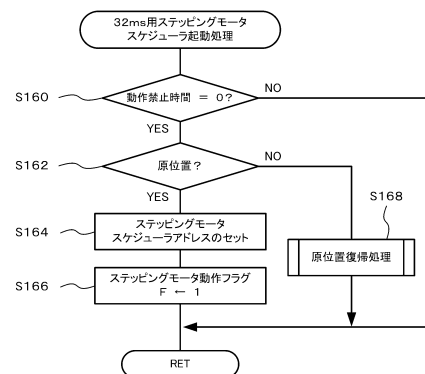 32ms用ステッピングモータ
スケジューラ起動処理
S160
動作禁止時間 = 0?
NO
YES
S162
原位置?
NO
YES
S168
S164
ステッピングモータ
スケジューラアドレスのセット
原位置復帰処理
S166
ステッピングモータ動作フラグ
F ← 1
RET